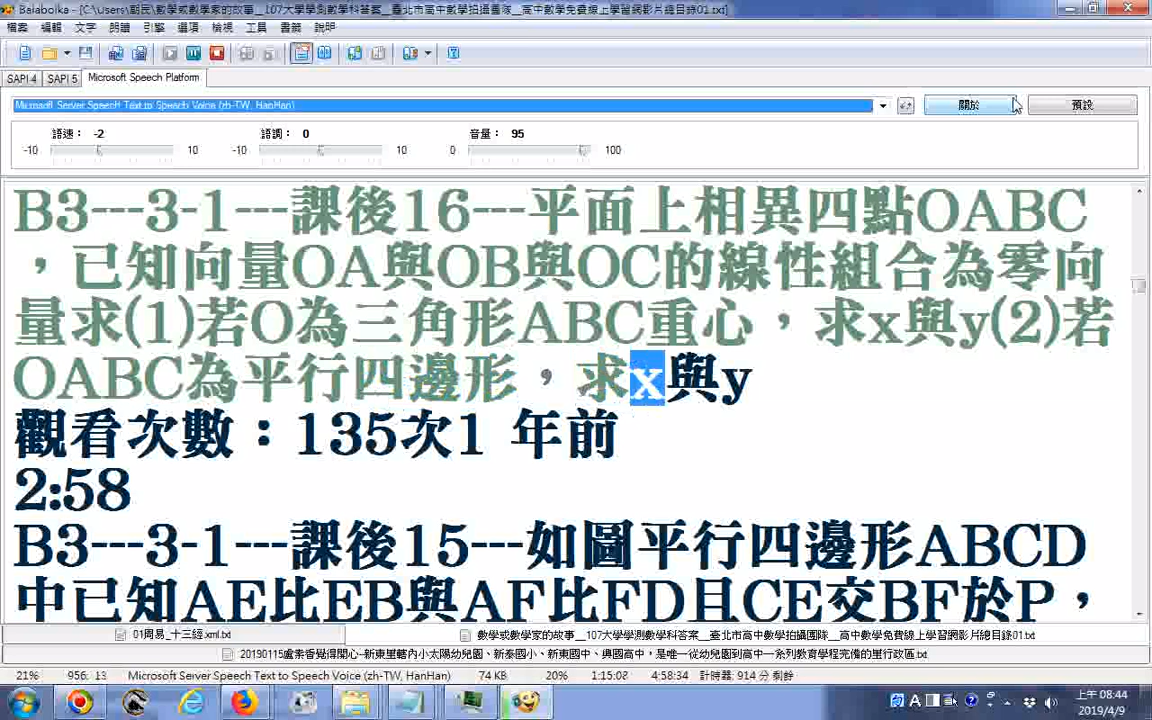 Balabolka - [C:\Users\朝民\數學或數學家的故事__107大學學測數學科答案__臺北市高中數學拍攝團隊__高中數學免費線上學習網影片總目錄01.txt]
檔案 編輯 文字 朗讀 引擎 選項 檢視 工具 書籤 說明
SAPI 4 SAPI 5 Microsoft Speech Platform
Microsoft Server Speech Text to Speech Voice (zh-TW, HanHan) 關於 預設
語速： -2 語調： 0 音量： 95
-10 10 -10 10 0 100
B3---3-1---課後16---平面上相異四點OABC
，已知向量OA與OB與OC的線性組合為零向
量求(1)若O為三角形ABC重心，求x與y(2)若
OABC為平行四邊形，求x與y
觀看次數：135次1 年前
2:58
B3---3-1---課後15---如圖平行四邊形ABCD
中已知AE比EB與AF比FD且CE交BF於P，
01周易_十三經.xml.txt 數學或數學家的故事__107大學學測數學科答案__臺北市高中數學拍攝團隊__高中數學免費線上學習網影片總目錄01.txt
20190115盧素香覺得開心-新東里轄內小太陽幼兒園、新泰國小、新東國中、興國高中，是唯一從幼兒園到高中一系列教育學程完備的里行政區.txt
21% 956, 13 Microsoft Server Speech Text to Speech Voice (zh-TW, HanHan) 74 KB 20% 1:15:08 4:58:34 計時器: 914 分 剩餘
上午 08:44
2019/4/9